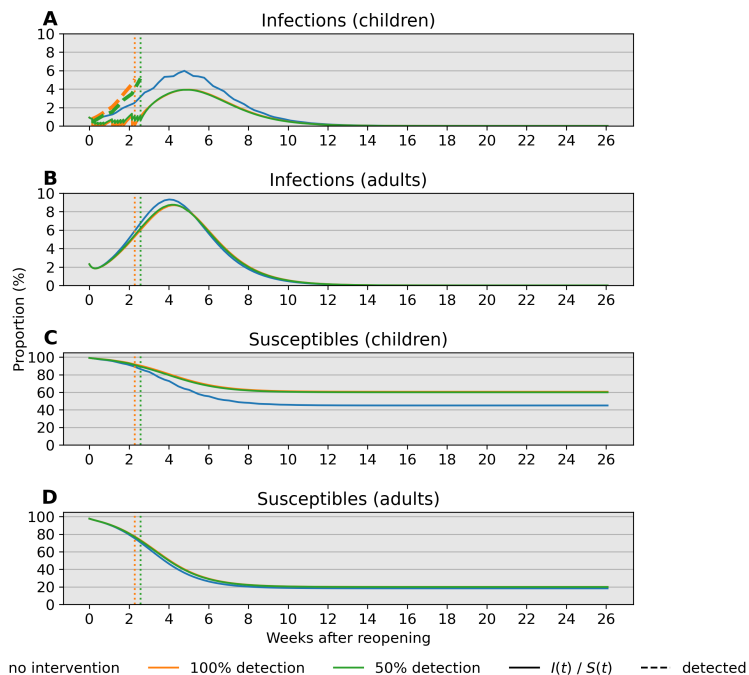 A Infections (children)
10
8
6
4
2
0
0 2 4 6 8 10 12 14 16 18 20 22 24 26
B Infections (adults)
10
8
6
4
2
0
0 2 4 6 8 10 12 14 16 18 20 22 24 26
Proportion (%)
C Susceptibles (children)
100
80
60
40
20
0
0 2 4 6 8 10 12 14 16 18 20 22 24 26
D Susceptibles (adults)
100
80
60
40
20
0
0 2 4 6 8 10 12 14 16 18 20 22 24 26
Weeks after reopening
no intervention 100% detection 50% detection I(t) / S(t) detected